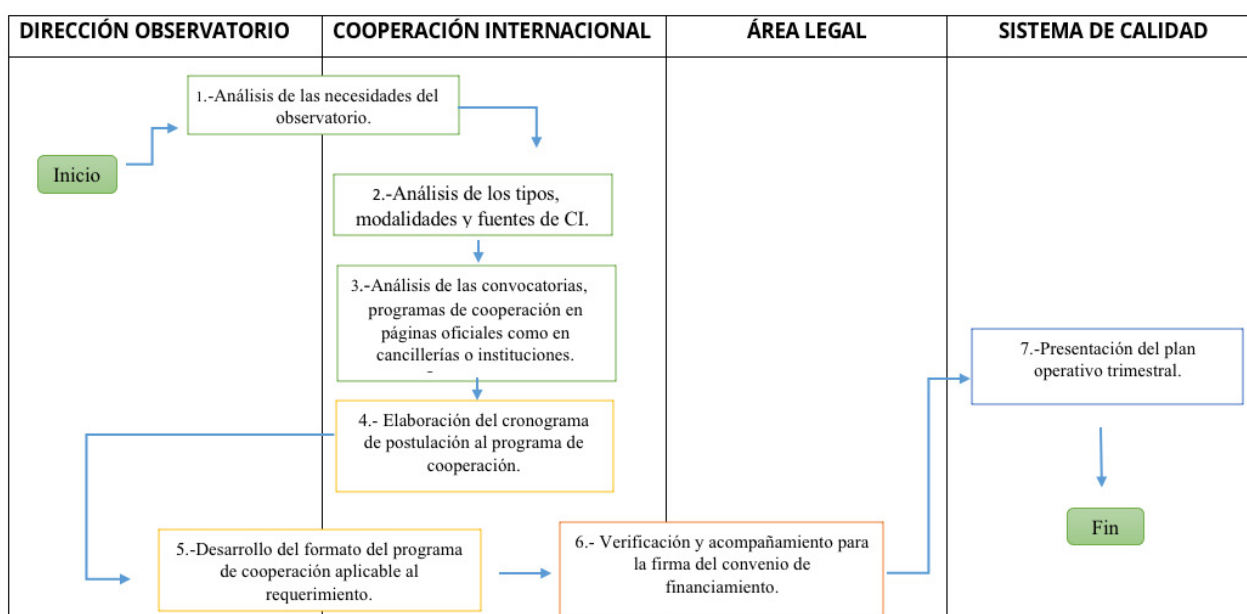 DIRECCIÓN OBSERVATORIO
COOPERACIÓN INTERNACIONAL
ÁREA LEGAL
SISTEMA DE CALIDAD
Inicio
1.-Análisis de las necesidades del
observatorio.
2.-Análisis de los tipos,
modalidades y fuentes de CI.
3.-Análisis de las convocatorias,
programas de cooperación en
páginas oficiales como en
cancillerías o instituciones.
4.- Elaboración del cronograma
de postulación al programa de
cooperación.
5.-Desarrollo del formato del programa
de cooperación aplicable al
requerimiento.
6.- Verificación y acompañamiento para
la firma del convenio de
financiamiento.
7.-Presentación del plan
operativo trimestral.
Fin